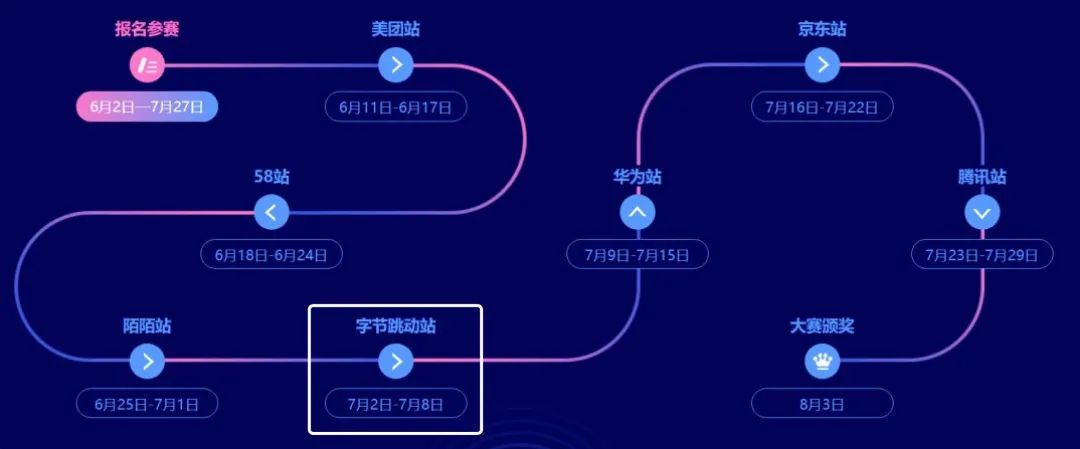 报名参赛
6月2日—7月27日
美团站
6月11日-6月17日
58站
6月18日-6月24日
陌陌站
6月25日-7月1日
字节跳动站
7月2日-7月8日
华为站
7月9日-7月15日
京东站
7月16日-7月22日
腾讯站
7月23日-7月29日
大赛颁奖
8月3日